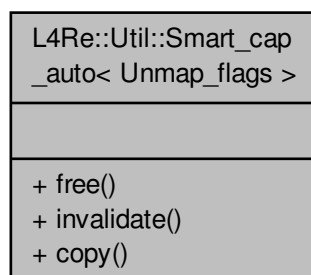 L4Re::Util::Smart_cap
_auto< Unmap_flags >
+ free()
+ invalidate()
+ copy()